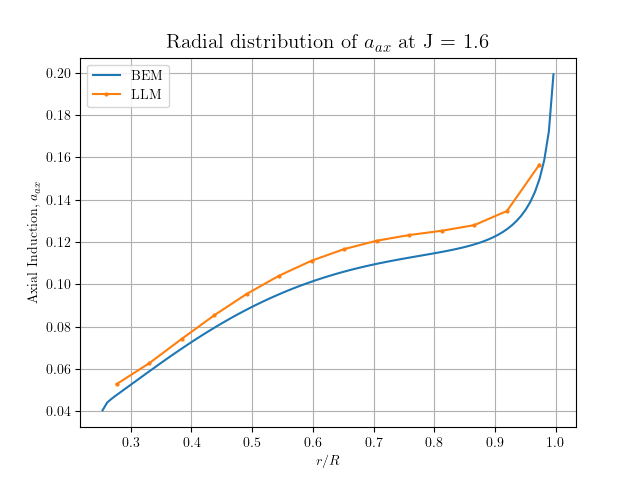 Radial distribution of $a_{ax}$ at J = 1.6
BEM
LLM
Axial Induction, $a_{ax}$
0.20
0.18
0.16
0.14
0.12
0.10
0.08
0.06
0.04
0.3 0.4 0.5 0.6 0.7 0.8 0.9 1.0
r/R